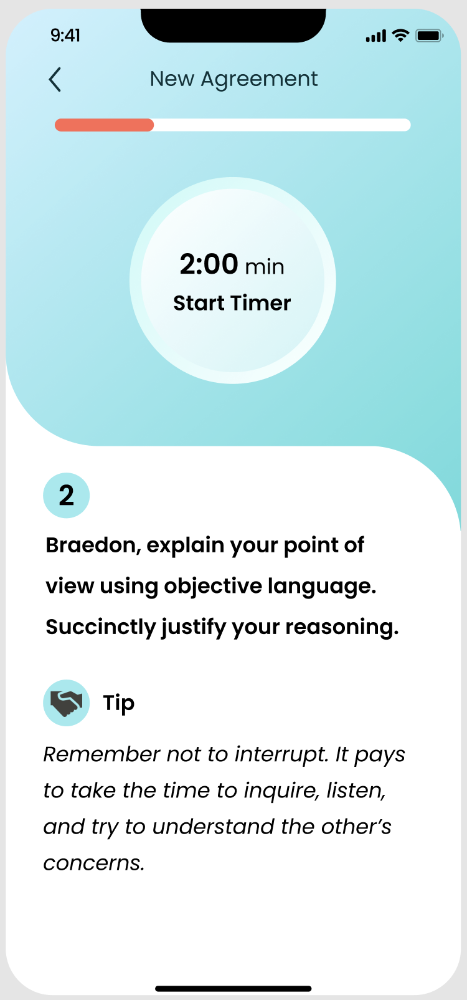 9:41
New Agreement
2:00 min
Start Timer
2
Braedon, explain your point of
view using objective language.
Succinctly justify your reasoning.
Tip
Remember not to interrupt. It pays
to take the time to inquire, listen,
and try to understand the other’s
concerns.